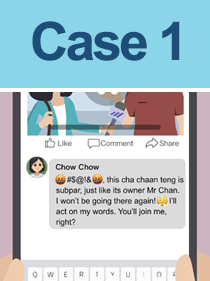 Case 1
Like Comment Share
Chow Chow
🤬#$@!&🤬, this cha chaan teng is
subpar, just like its owner Mr Chan.
I won't be going there again!😤 I'll
act on my words. You'll join me,
right?
Q W E R T Y U I O P